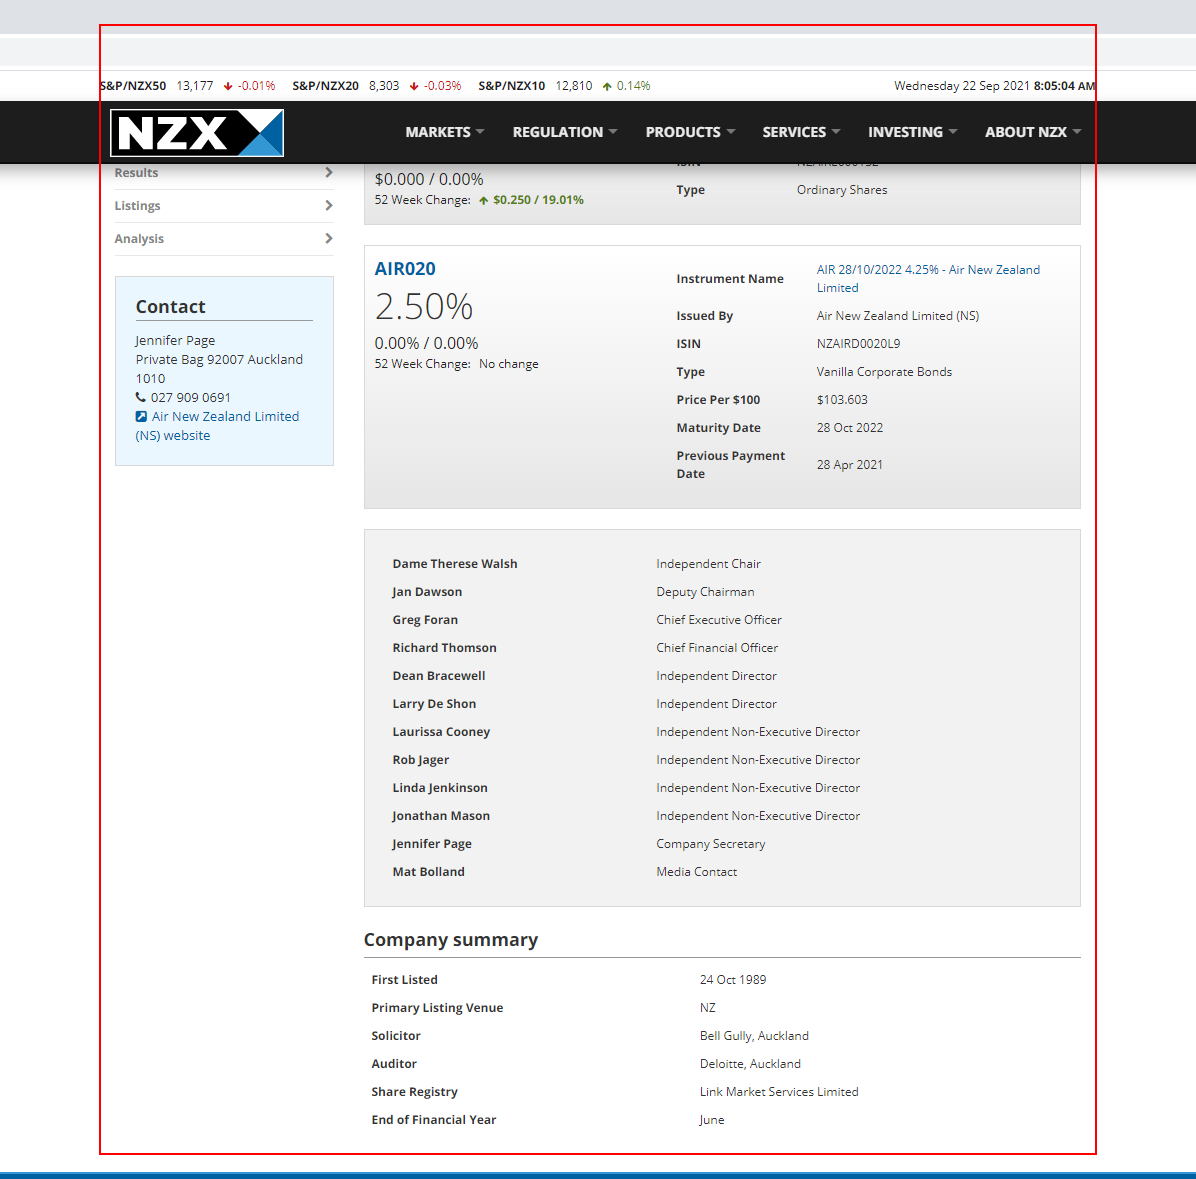 S&P/NZX50 13,177 -0.01% S&P/NZX20 8,303 -0.03% S&P/NZX10 12,810 0.14% Wednesday 22 Sep 2021 8:05:04 AM
NZX MARKETS REGULATION PRODUCTS SERVICES INVESTING ABOUT NZX
Results
Listings
Analysis
Contact
Jennifer Page
Private Bag 92007 Auckland
1010
027 909 0691
Air New Zealand Limited
(NS) website
$0.000 / 0.00%
52 Week Change: $0.250 / 19.01%
Type Ordinary Shares
AIR020
2.50%
0.00% / 0.00%
52 Week Change: No change
Instrument Name AIR 28/10/2022 4.25% - Air New Zealand
Limited
Issued By Air New Zealand Limited (NS)
ISIN NZAIRD0020L9
Type Vanilla Corporate Bonds
Price Per $100 $103.603
Maturity Date 28 Oct 2022
Previous Payment
Date 28 Apr 2021
Dame Therese Walsh Independent Chair
Jan Dawson Deputy Chairman
Greg Foran Chief Executive Officer
Richard Thomson Chief Financial Officer
Dean Bracewell Independent Director
Larry De Shon Independent Director
Laurissa Cooney Independent Non-Executive Director
Rob Jager Independent Non-Executive Director
Linda Jenkinson Independent Non-Executive Director
Jonathan Mason Independent Non-Executive Director
Jennifer Page Company Secretary
Mat Bolland Media Contact
Company summary
First Listed 24 Oct 1989
Primary Listing Venue NZ
Solicitor Bell Gully, Auckland
Auditor Deloitte, Auckland
Share Registry Link Market Services Limited
End of Financial Year June